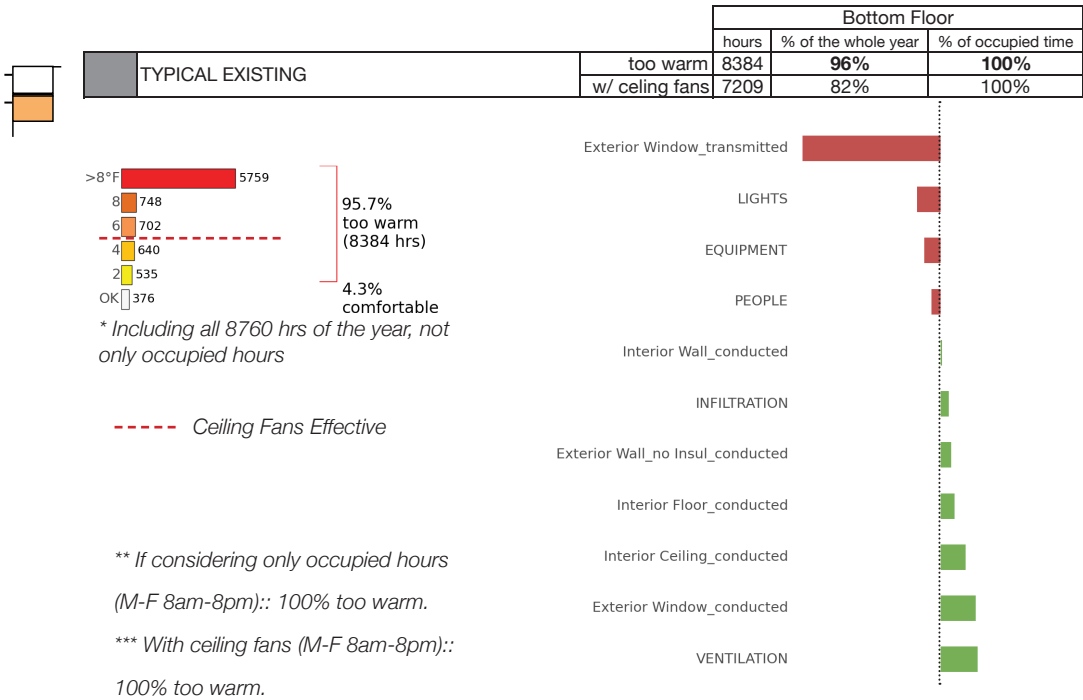 Bottom Floor
hours % of the whole year % of occupied time
TYPICAL EXISTING too warm 8384 96% 100%
w/ celing fans 7209 82% 100%
>8°F 5759
8 748
6 702
4 640
2 535
OK 376
95.7%
too warm
(8384 hrs)
4.3%
comfortable
* Including all 8760 hrs of the year, not
only occupied hours
Ceiling Fans Effective
** If considering only occupied hours
(M-F 8am-8pm):: 100% too warm.
*** With ceiling fans (M-F 8am-8pm)::
100% too warm.
Exterior Window_transmitted
LIGHTS
EQUIPMENT
PEOPLE
Interior Wall_conducted
INFILTRATION
Exterior Wall_no Insul_conducted
Interior Floor_conducted
Interior Ceiling_conducted
Exterior Window_conducted
VENTILATION